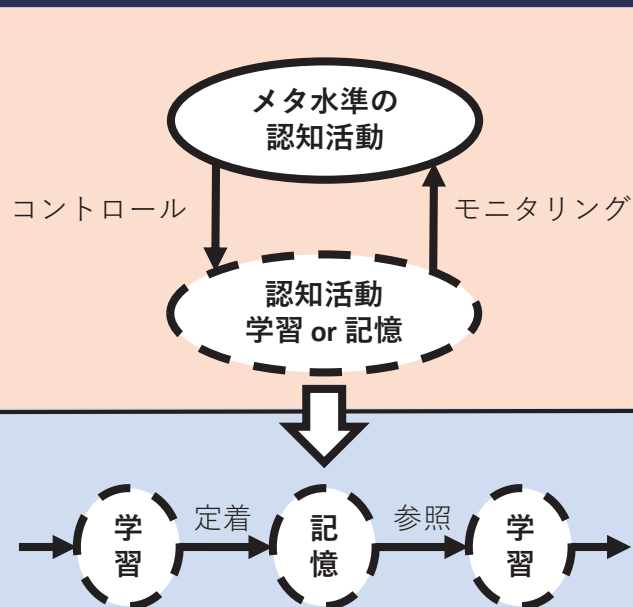 メタ水準の
認知活動
コントロール
モニタリング
認知活動
学習 or 記憶
学習
定着
記憶
参照
学習